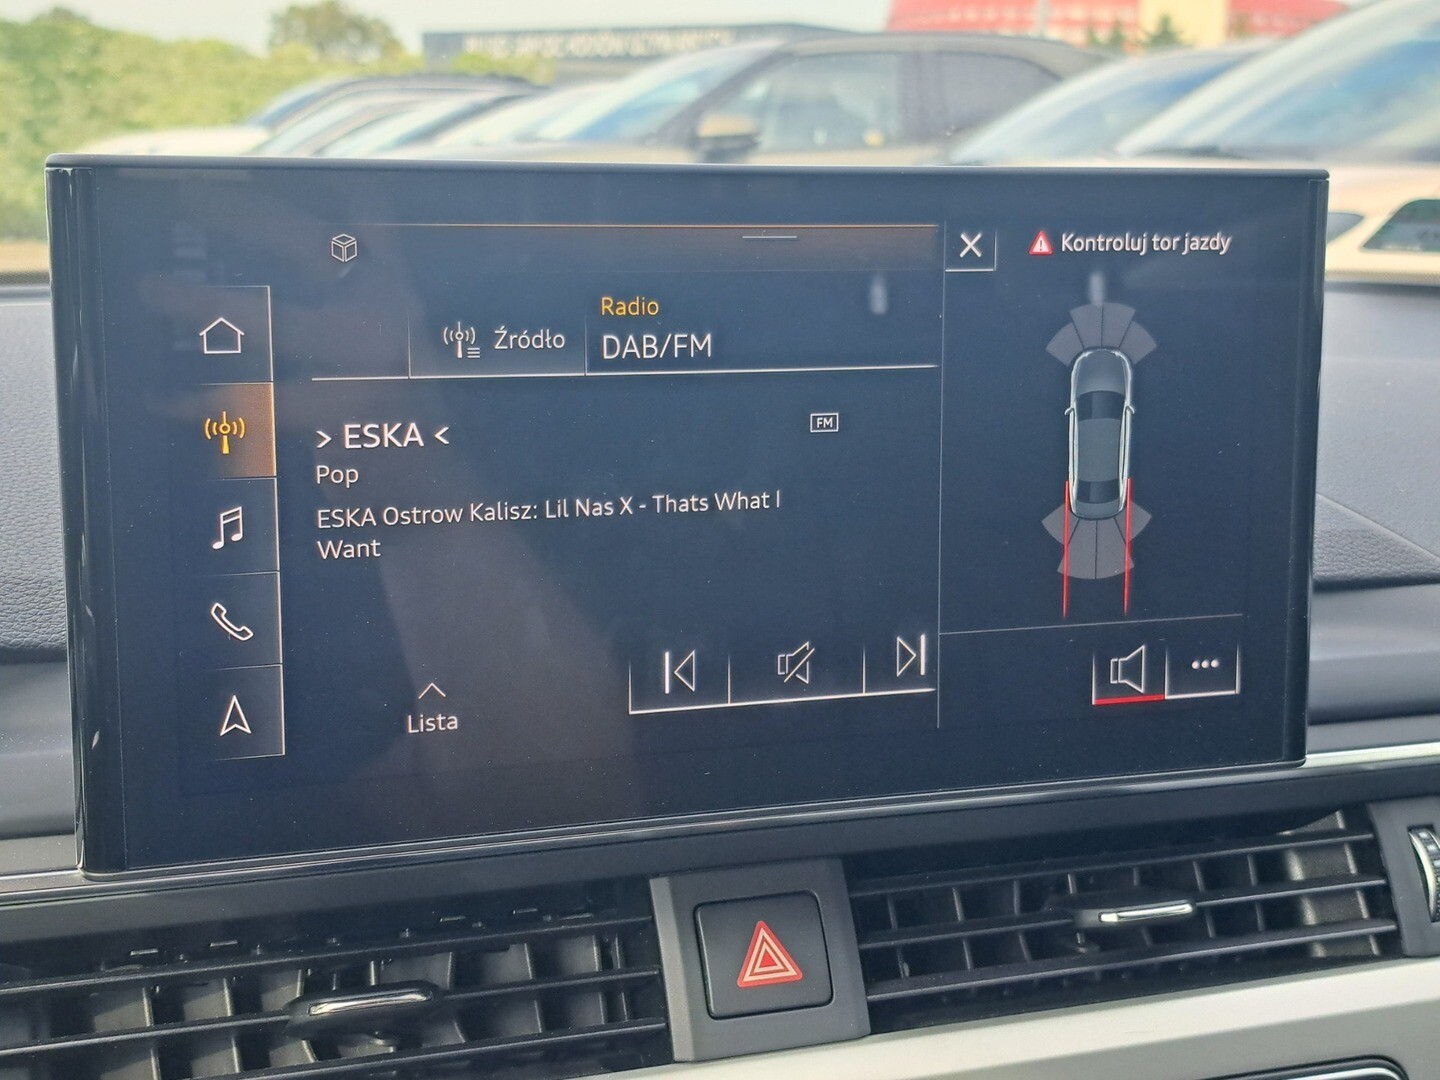 Kontroluj tor jazdy
Źródło
Radio
DAB/FM
> ESKA <
FM
Pop
ESKA Ostrow Kalisz: Lil Nas X - Thats What I
Want
Lista